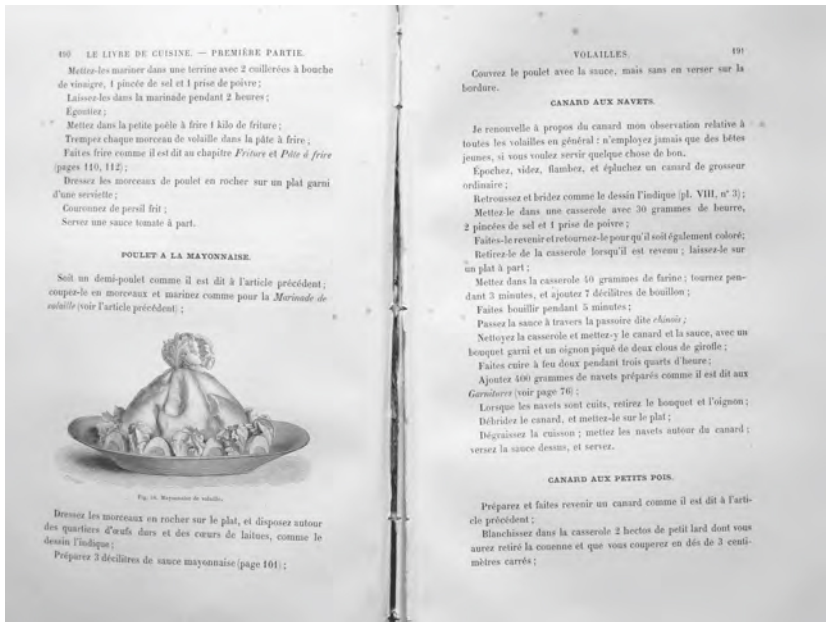 190 LE LIVRE DE CUISINE. — PREMIÈRE PARTIE.
Mettez-les mariner dans une terrine avec 2 cuillerées à bouche
de vinaigre, 1 pincée de sel et 1 prise de poivre ;
Laissez-les dans la marinade pendant 2 heures ;
Égouttez ;
Mettez dans la petite poêle à frire 1 kilo de friture ;
Trempez chaque morceau de volaille dans la pâte à frire ;
Faites frire comme il est dit au chapitre Friture et Pâte à frire
(pages 110, 112) ;
Dressez les morceaux de poulet en rocher sur un plat garni
d'une serviette ;
Couronnez de persil frit ;
Servez une sauce tomate à part.
POULET A LA MAYONNAISE.
Soit un demi-poulet comme il est dit à l'article précédent ;
coupez-le en morceaux et marinez comme pour la Marinade de
volaille (voir l'article précédent) ;
Mayonnaise de volaille.
Dressez les morceaux en rocher sur le plat, et disposez autour
des quartiers d'œufs durs et des cœurs de laitues, comme le
dessin l'indique ;
Préparez 3 décilitres de sauce mayonnaise (page 101) ;
VOLAILLES. 191
Couvrez le poulet avec la sauce, mais sans en verser sur la
bordure.
CANARD AUX NAVETS.
Je renouvelle à propos du canard mon observation relative à
toutes les volailles en général : n'employez jamais que des bêtes
jeunes, si vous voulez servir quelque chose de bon.
Épochez, videz, flambez, et épluchez un canard de grosseur
ordinaire ;
Retroussez et bridez comme le dessin l'indique (pl. VIII, n° 3) ;
Mettez-le dans une casserole avec 30 grammes de beurre,
2 pincées de sel et 1 prise de poivre ;
Faites-le revenir et retournez-le pour qu'il soit également coloré;
Retirez-le de la casserole lorsqu'il est revenu ; laissez-le sur
un plat à part ;
Mettez dans la casserole 40 grammes de farine ; tournez pen-
dant 3 minutes, et ajoutez 7 décilitres de bouillon ;
Faites bouillir pendant 5 minutes ;
Passez la sauce à travers la passoire dite chinois ;
Nettoyez la casserole et mettez-y le canard et la sauce, avec un
bouquet garni et un oignon piqué de deux clous de girofle ;
Faites cuire à feu doux pendant trois quarts d'heure ;
Ajoutez 400 grammes de navets préparés comme il est dit aux
Garnitures (voir page 76) ;
Lorsque les navets sont cuits, retirez le bouquet et l'oignon ;
Débridez le canard, et mettez-le sur le plat ;
Dégraissez la cuisson ; mettez les navets autour du canard ;
versez la sauce dessus, et servez.
CANARD AUX PETITS POIS.
Préparez et faites revenir un canard comme il est dit à l'arti-
cle précédent ;
Blanchissez dans la casserole 2 hectos de petit lard dont vous
aurez retiré la couenne et que vous couperez en dés de 3 centi-
mètres carrés ;